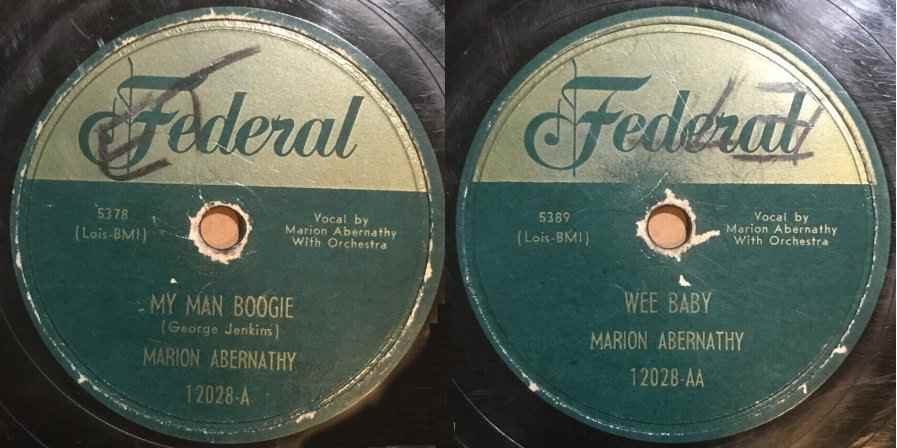 Federal
5378
(Lois-BMI)
Vocal by
Marion Abernathy
With Orchestra
MY MAN BOOGIE
(George Jenkins)
MARION ABERNATHY
12028-A
Federal
5389
(Lois-BMI)
Vocal by
Marion Abernathy
With Orchestra
WEE BABY
MARION ABERNATHY
12028-AA